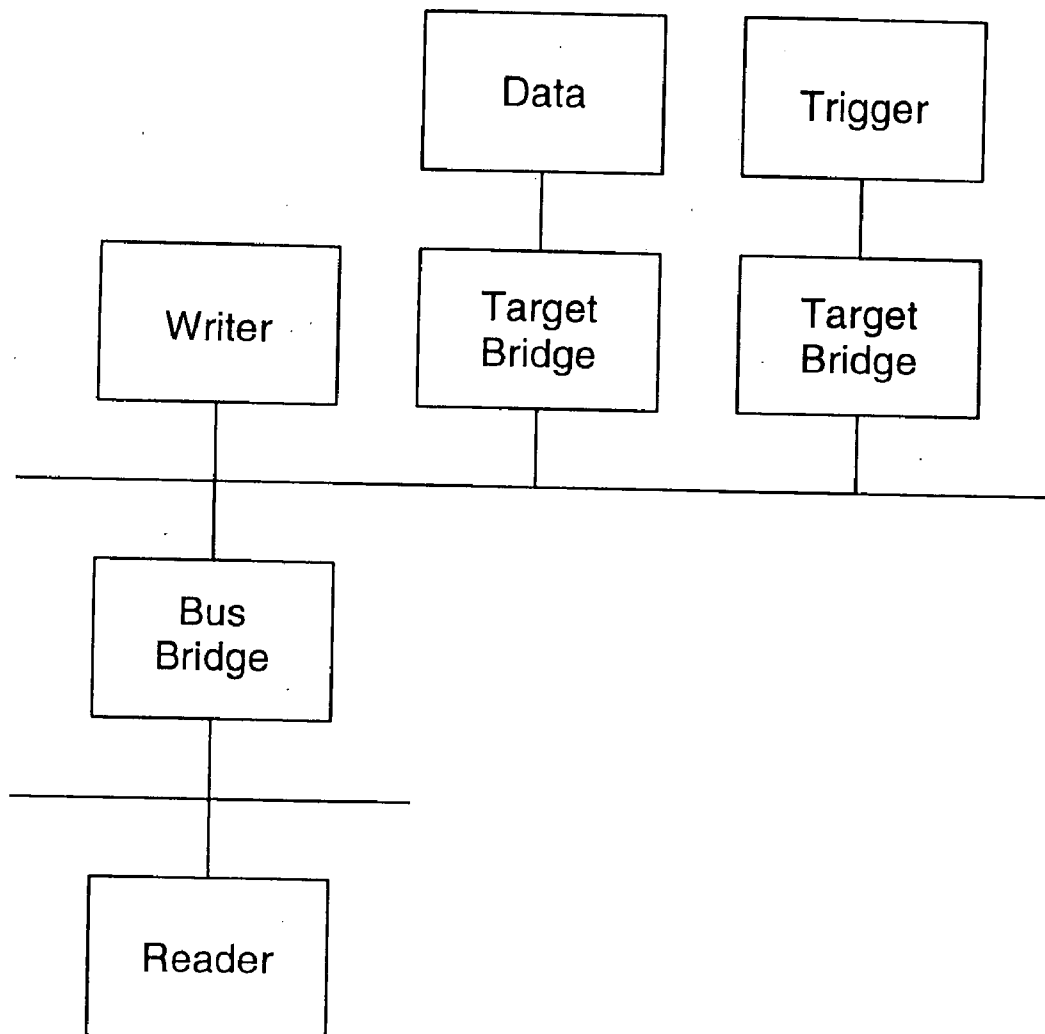 Data
Trigger
Writer
Target
Bridge
Target
Bridge
Bus
Bridge
Reader